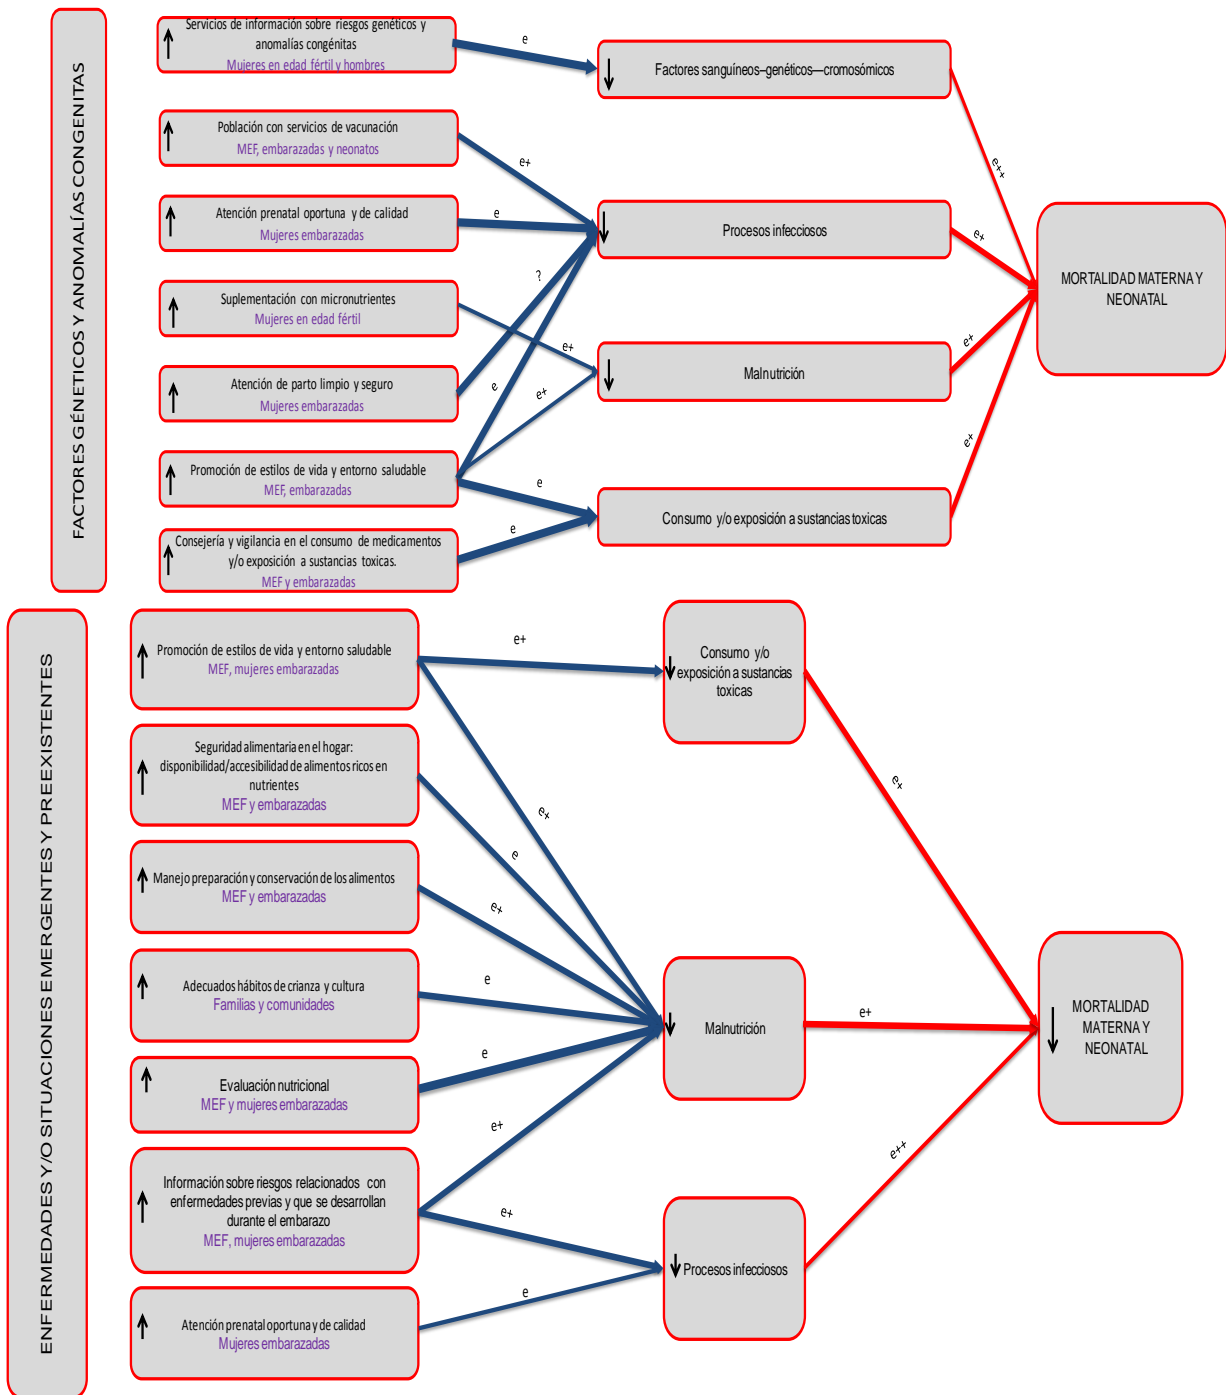 FACTORES GÉNETICOS Y ANOMALÍAS CONGENITAS
Servicios de información sobre riesgos genéticos y
anomalías congénitas
Mujeres en edad fértil y hombres
e
Factores sanguíneos–genéticos—cromosómicos
e++
Población con servicios de vacunación
MEF, embarazadas y neonatos
e+
Atención prenatal oportuna y de calidad
Mujeres embarazadas
e
Procesos infecciosos
e+
MORTALIDAD MATERNA Y
NEONATAL
?
Suplementación con micronutrientes
Mujeres en edad fértil
e+
Malnutrición
e+
Atención de parto limpio y seguro
Mujeres embarazadas
e
e+
Promoción de estilos de vida y entorno saludable
MEF, embarazadas
e
Consumo y/o exposición a sustancias toxicas
e+
Consejería y vigilancia en el consumo de medicamentos
y/o exposición a sustancias toxicas.
MEF y embarazadas
e
ENFERMEDADES Y/O SITUACIONES EMERGENTES Y PREEXISTENTES
Promoción de estilos de vida y entorno saludable
MEF, mujeres embarazadas
e+
Consumo y/o
exposición a sustancias
toxicas
e+
Seguridad alimentaria en el hogar:
disponibilidad/accesibilidad de alimentos ricos en
nutrientes
MEF y embarazadas
e+
e
Manejo preparación y conservación de los alimentos
MEF y embarazadas
e+
Adecuados hábitos de crianza y cultura
Familias y comunidades
e
Malnutrición
e+
MORTALIDAD
MATERNA Y
NEONATAL
Evaluación nutricional
MEF y mujeres embarazadas
e
e+
Información sobre riesgos relacionados con
enfermedades previas y que se desarrollan
durante el embarazo
MEF, mujeres embarazadas
e+
Procesos infecciosos
e++
Atención prenatal oportuna y de calidad
Mujeres embarazadas
e